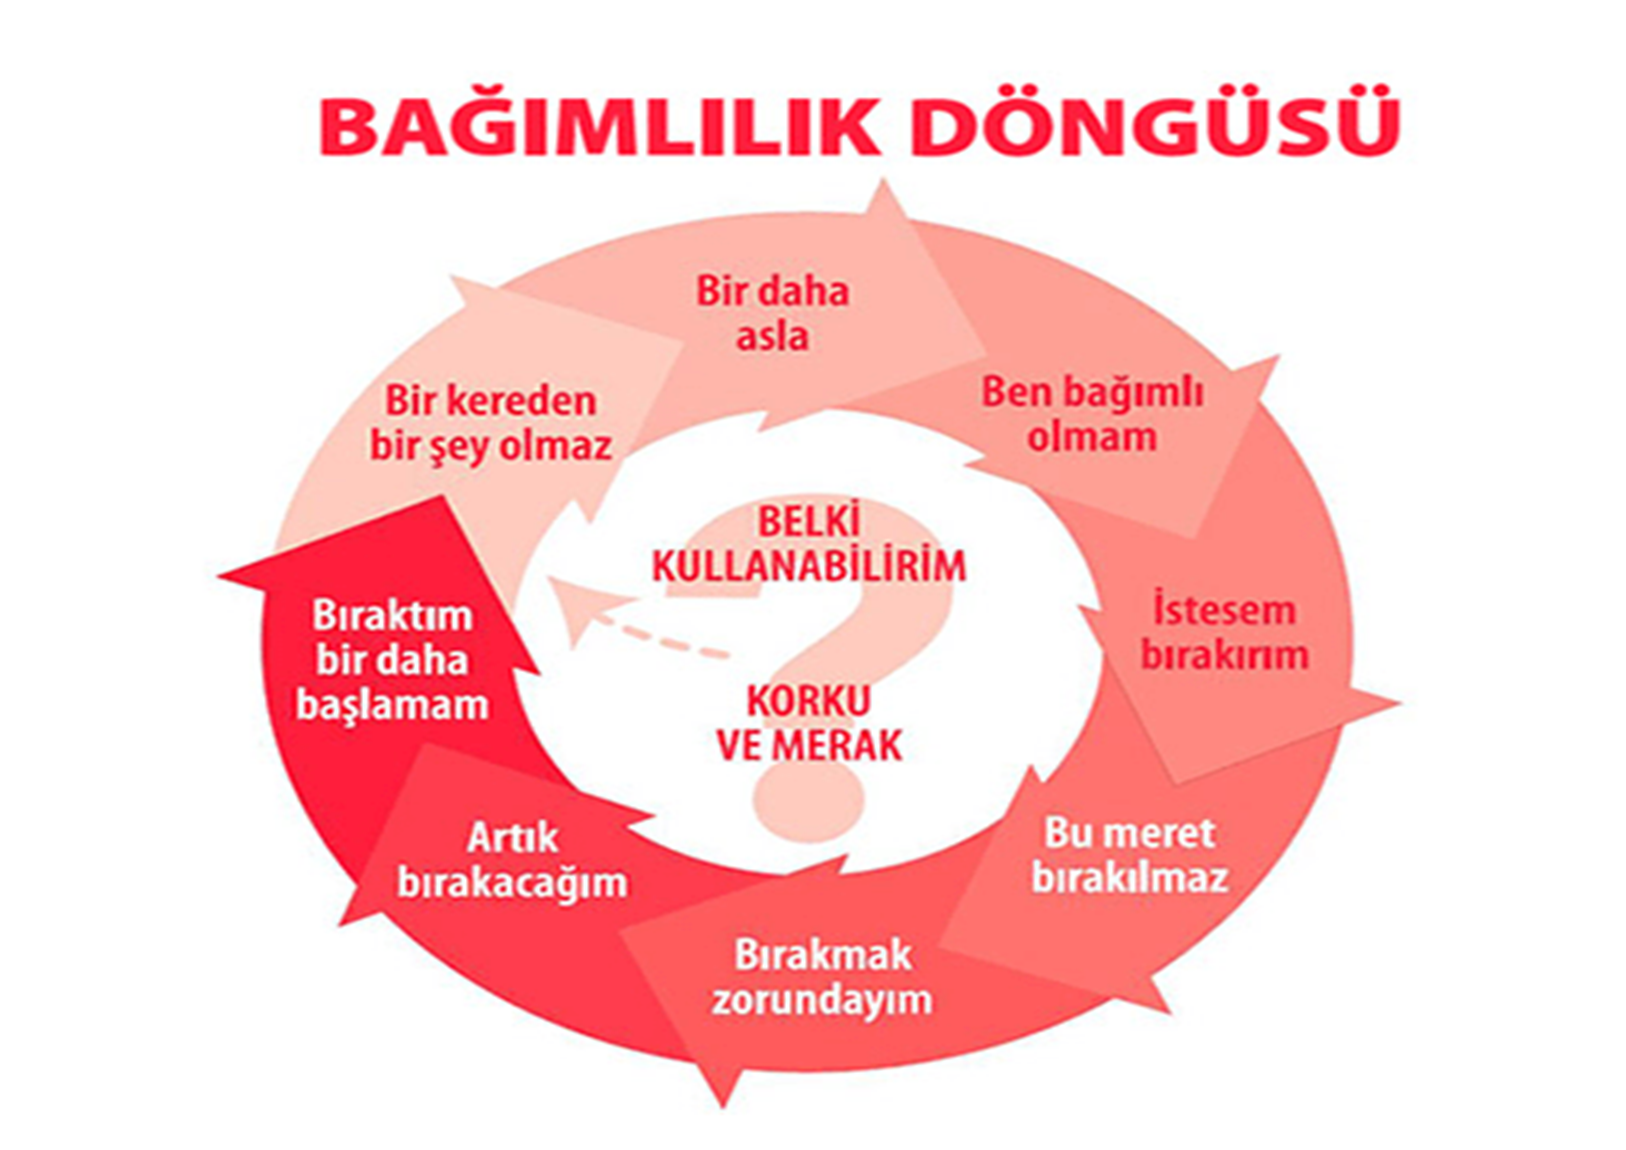 BAĞIMLILIK DÖNGÜSÜ
Bir kereden
bir şey olmaz
Bir daha
asla
Ben bağımlı
olmam
İstesem
bırakırım
Bu meret
bırakılmaz
Bırakmak
zorundayım
Artık
bırakacağım
Bıraktım
bir daha
başlamam
BELKİ
KULLANABİLİRİM
KORKU
VE MERAK